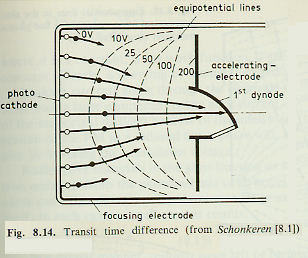 equipotential lines
0V
10V
25
50
100
200
accelerating-
electrode
1st dynode
photo
cathode
focusing electrode
Fig. 8.14. Transit time difference (from Schonkeren [8.1])